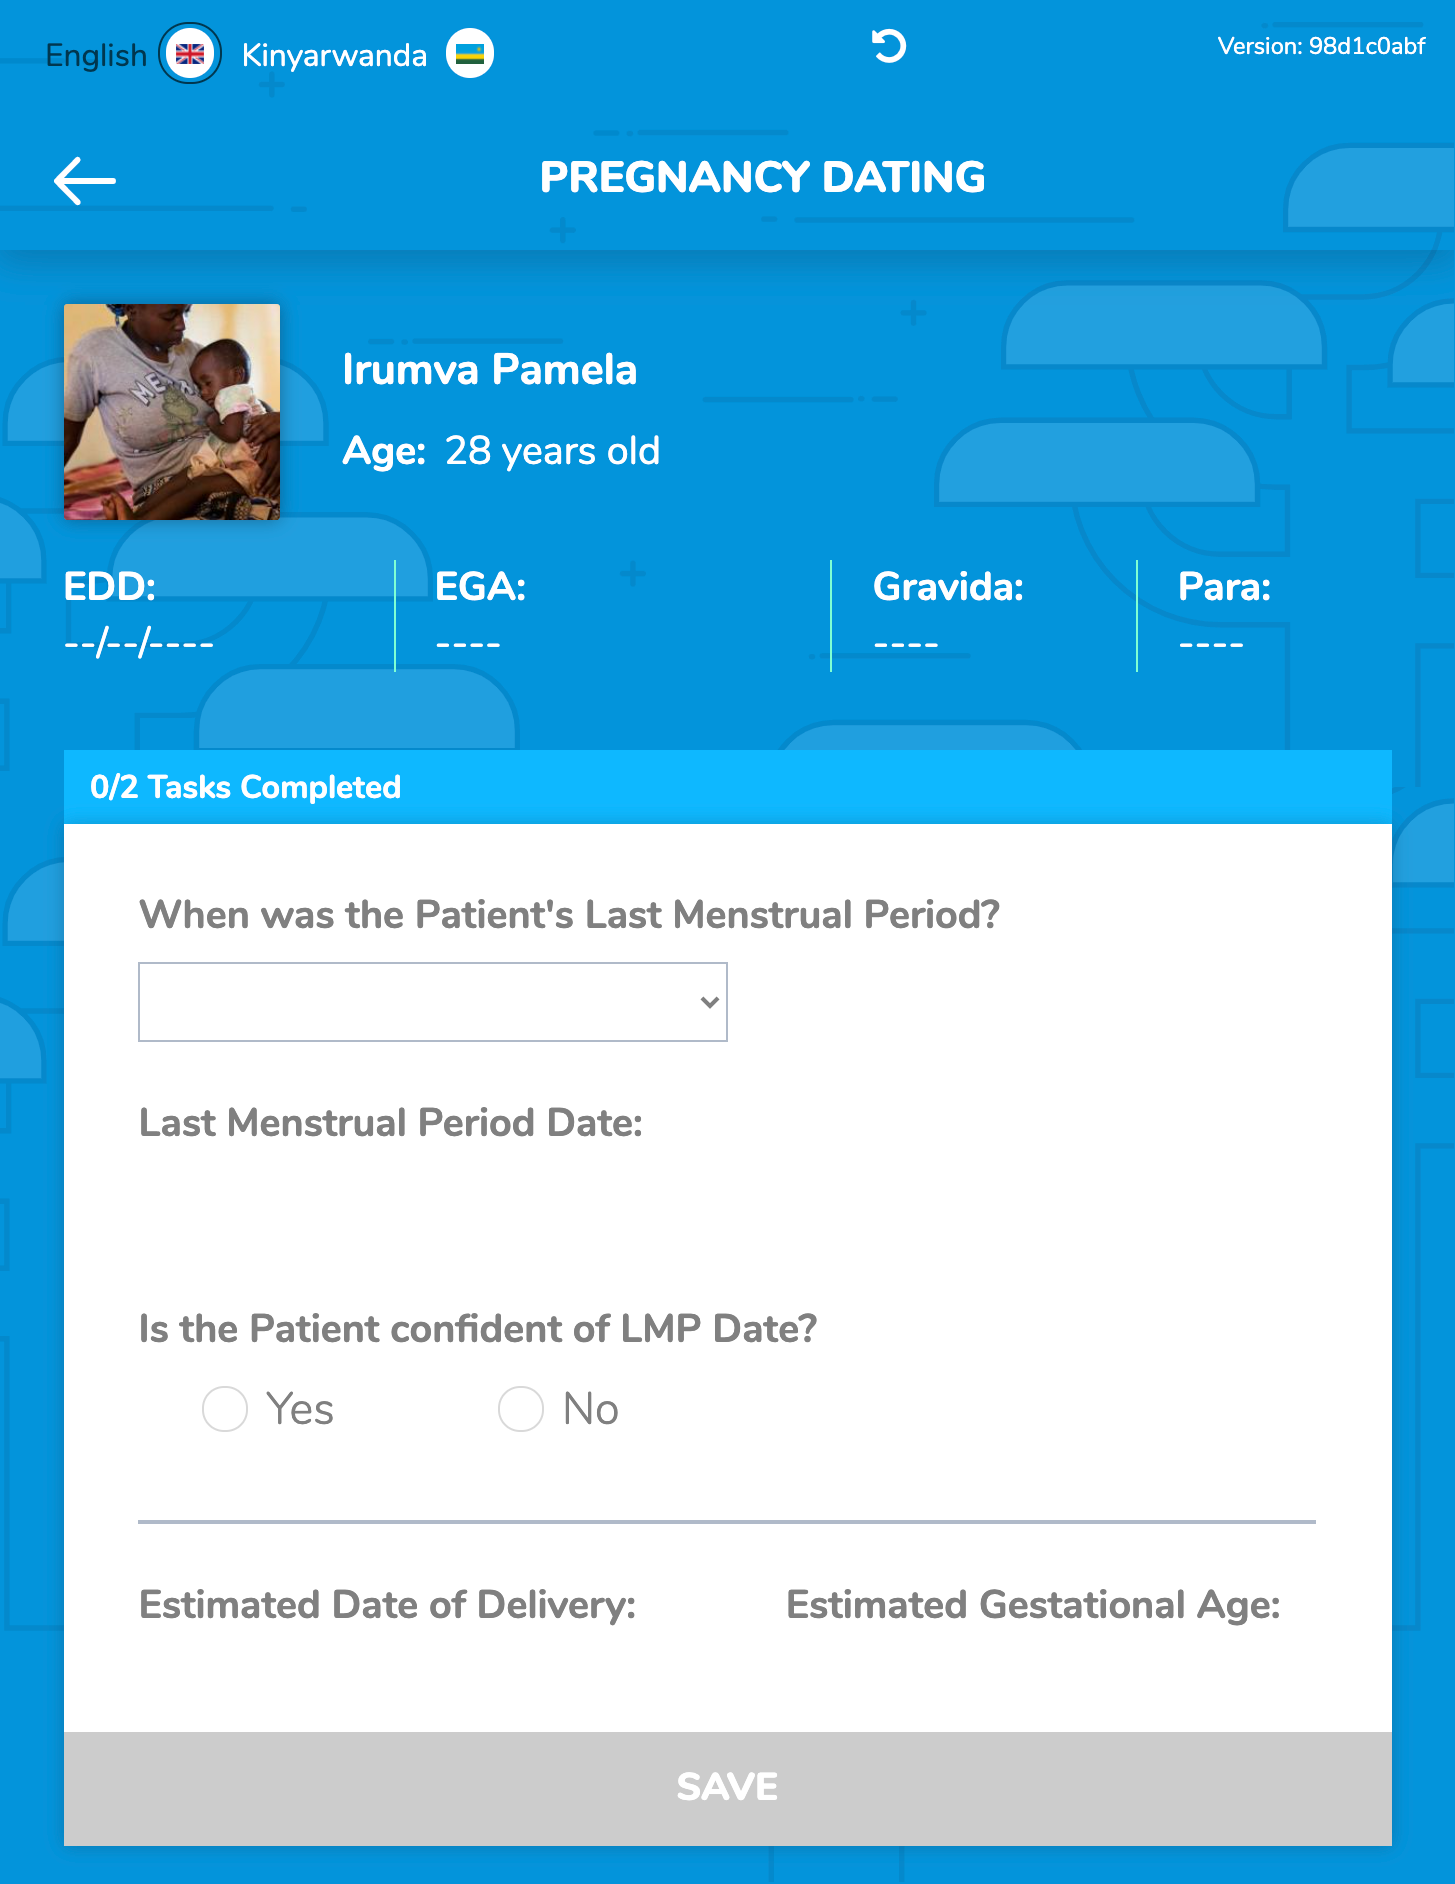 English Kinyarwanda Version: 98d1c0abf
PREGNANCY DATING
Irumva Pamela
Age: 28 years old
EDD: EGA: Gravida: Para:
--/--/---- ---- ---- ----
0/2 Tasks Completed
When was the Patient's Last Menstrual Period?
Last Menstrual Period Date:
Is the Patient confident of LMP Date?
Yes No
Estimated Date of Delivery: Estimated Gestational Age:
SAVE